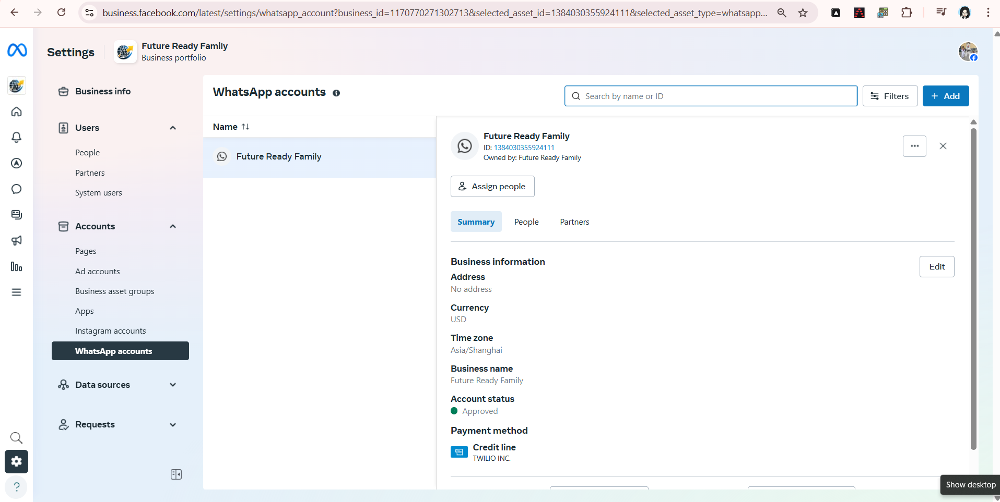 business.facebook.com/latest/settings/whatsapp_account?business_id=1170770271302713&selected_asset_id=1384030355924111&selected_asset_type=whatsapp...
Settings
Future Ready Family
Business portfolio
Business info
Users
People
Partners
System users
Accounts
Pages
Ad accounts
Business asset groups
Apps
Instagram accounts
WhatsApp accounts
Data sources
Requests
WhatsApp accounts
Search by name or ID
Filters
+ Add
Name
Future Ready Family
Future Ready Family
ID: 1384030355924111
Owned by: Future Ready Family
Assign people
Summary
People
Partners
Business information
Edit
Address
No address
Currency
USD
Time zone
Asia/Shanghai
Business name
Future Ready Family
Account status
Approved
Payment method
Credit line
TWILIO INC.
Show desktop